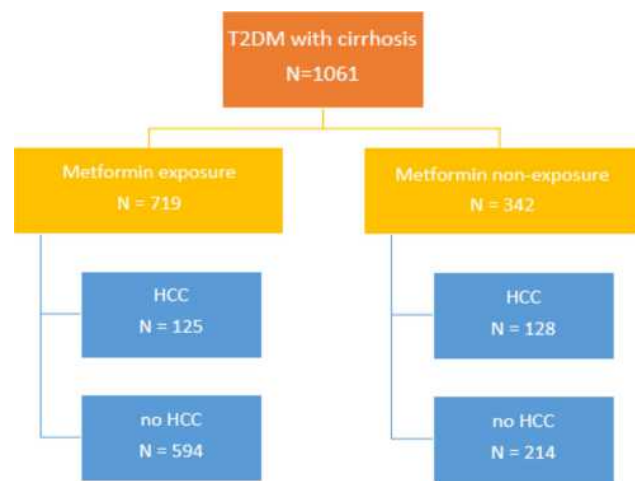 T2DM with cirrhosis
N=1061
Metformin exposure
N = 719
Metformin non-exposure
N = 342
HCC
N = 125
HCC
N = 128
no HCC
N = 594
no HCC
N = 214